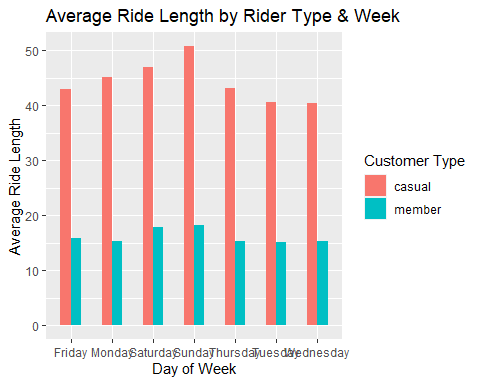 Average Ride Length by Rider Type & Week
Average Ride Length
50
40
30
20
10
0
Friday Monday Saturday Sunday Thursday Tuesday Wednesday
Day of Week
Customer Type
casual
member